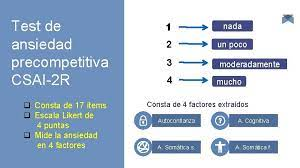 Test de
ansiedad
precompetitiva
CSAI-2R
Consta de 17 ítems
Escala Likert de
4 puntas
Mide la ansiedad
en 4 factores
1 nada
2 un poco
3 moderadamente
4 mucho
Consta de 4 factores extraídos
Autoconfianza
A. Cognitiva
A. Somática s.
A. Somática f.